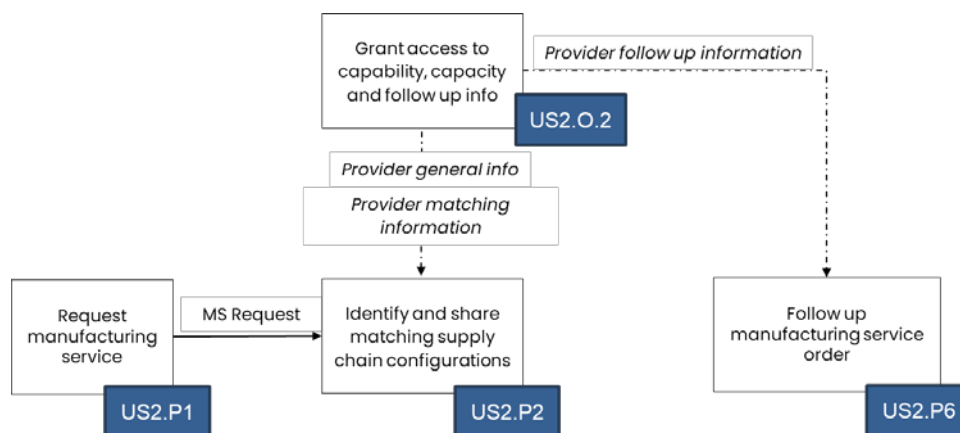 Grant access to
capability, capacity
and follow up info
Provider follow up information
US2.O.2
Provider general info
Provider matching
information
Request
manufacturing
service
MS Request
Identify and share
matching supply
chain configurations
Follow up
manufacturing service
order
US2.P1
US2.P2
US2.P6